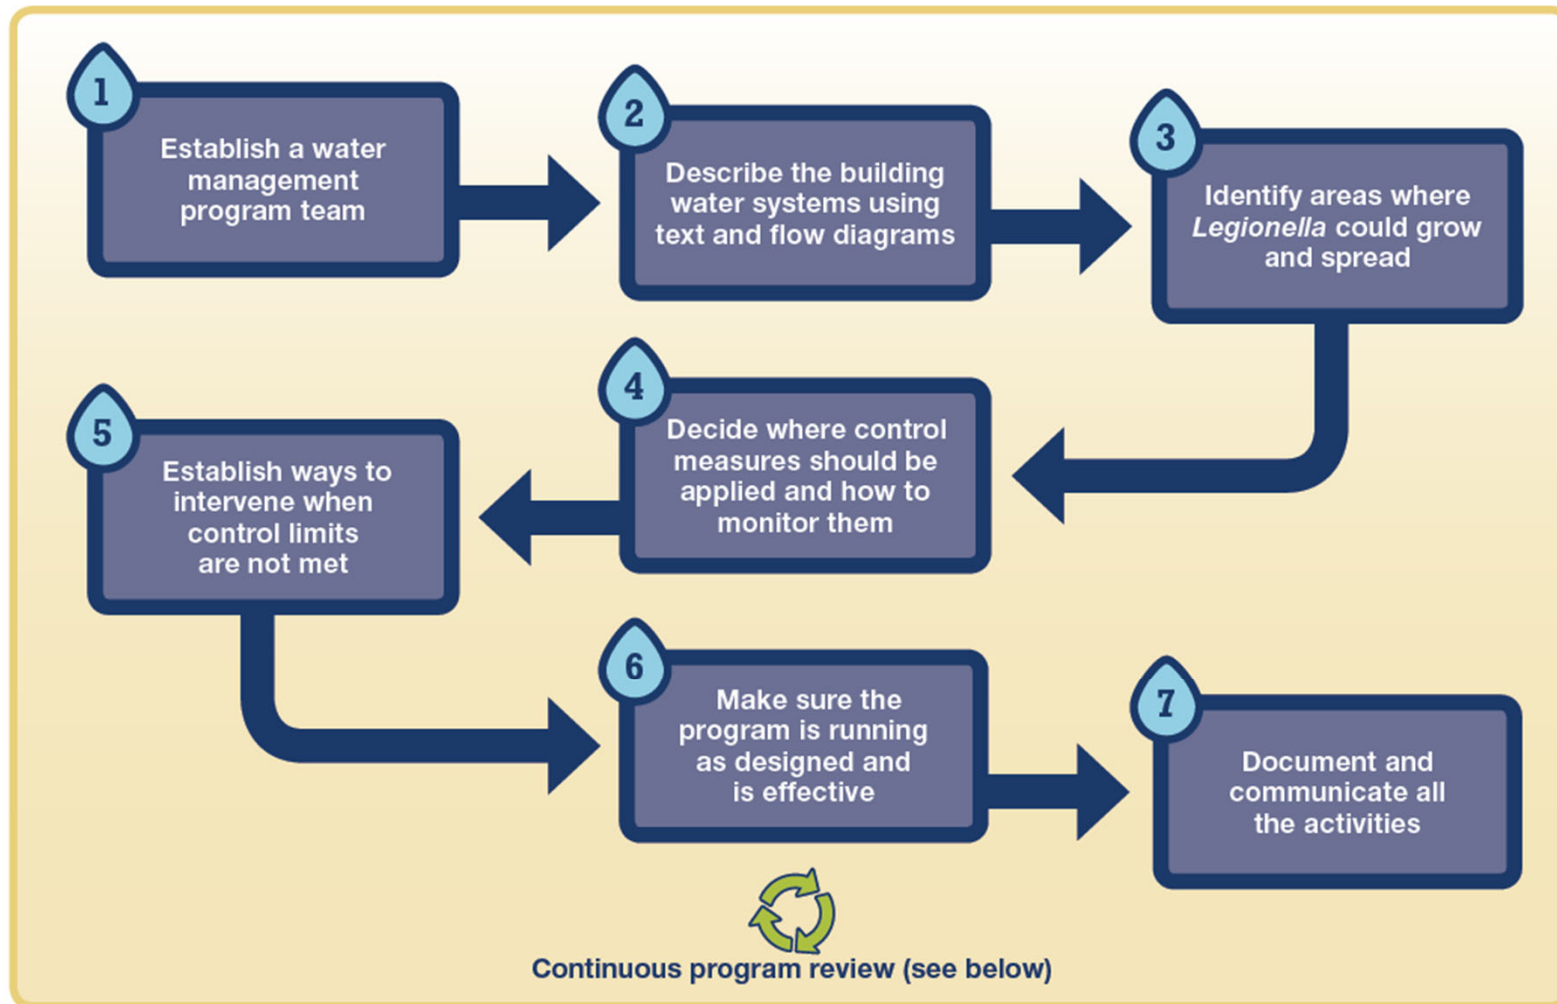 1
Establish a water
management
program team
2
Describe the building
water systems using
text and flow diagrams
3
Identify areas where
Legionella could grow
and spread
4
Decide where control
measures should be
applied and how to
monitor them
5
Establish ways to
intervene when
control limits
are not met
6
Make sure the
program is running
as designed and
is effective
7
Document and
communicate all
the activities
Continuous program review (see below)